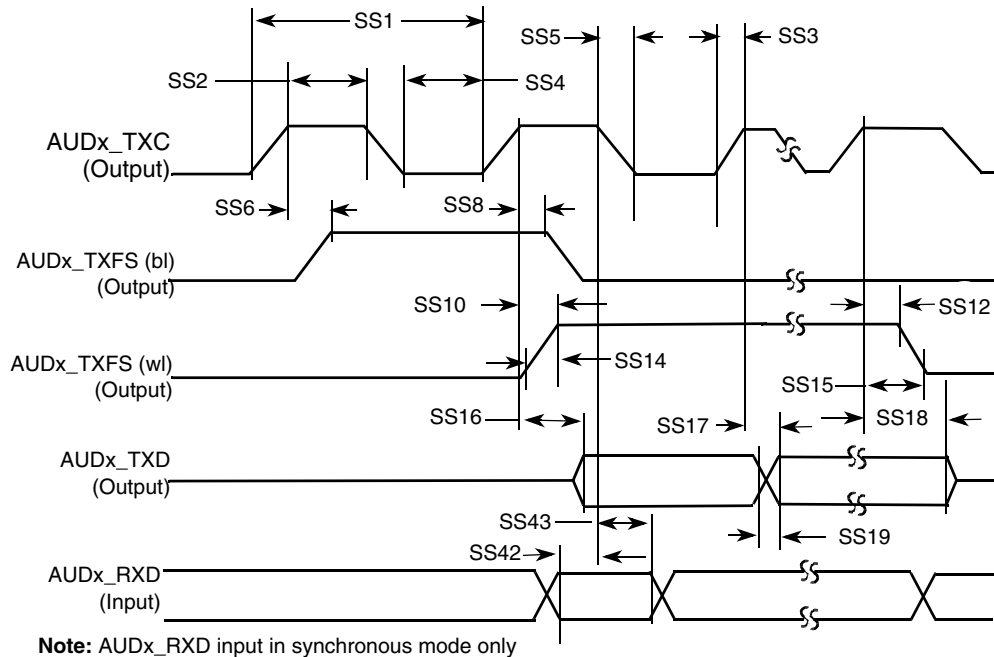 SS1
SS5
SS3
SS2
SS4
AUDx_TXC
(Output)
SS6
SS8
AUDx_TXFS (bl)
(Output)
SS10
SS12
AUDx_TXFS (wl)
(Output)
SS14
SS15
SS16
SS17
SS18
AUDx_TXD
(Output)
SS43
SS19
SS42
AUDx_RXD
(Input)
Note: AUDx_RXD input in synchronous mode only